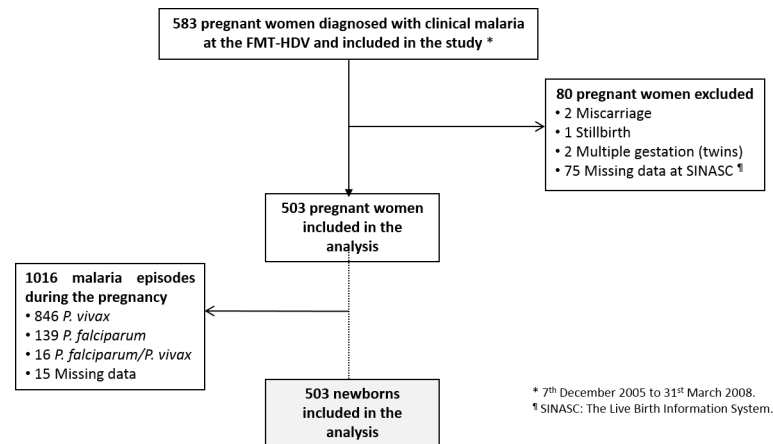 583 pregnant women diagnosed with clinical malaria
at the FMT-HDV and included in the study *
80 pregnant women excluded
• 2 Miscarriage
• 1 Stillbirth
• 2 Multiple gestation (twins)
• 75 Missing data at SINASC ¶
503 pregnant women
included in the
analysis
1016 malaria episodes
during the pregnancy
• 846 P. vivax
• 139 P. falciparum
• 16 P. falciparum/P. vivax
• 15 Missing data
503 newborns
included in the
analysis
* 7th December 2005 to 31st March 2008.
¶ SINASC: The Live Birth Information System.